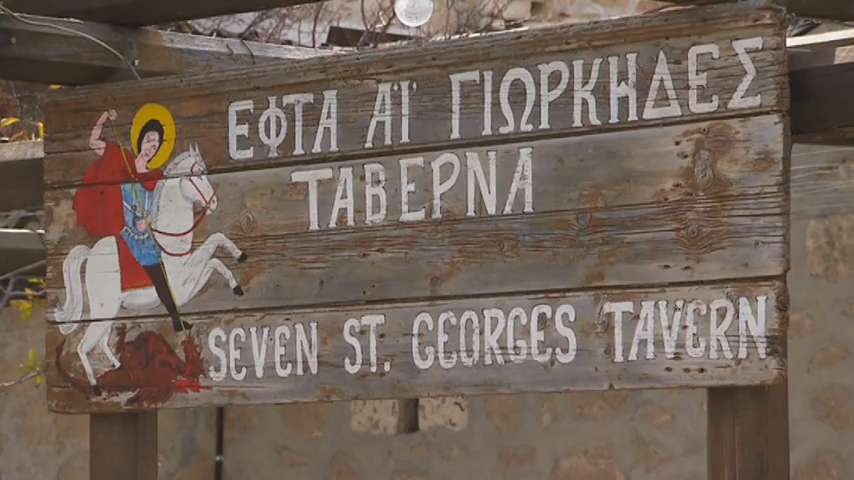 ΕΦΤΑ ΑΪ ΓΙΩΡΚΗΔΕΣ
ΤΑΒΕΡΝΑ
SEVEN ST. GEORGES TAVERN